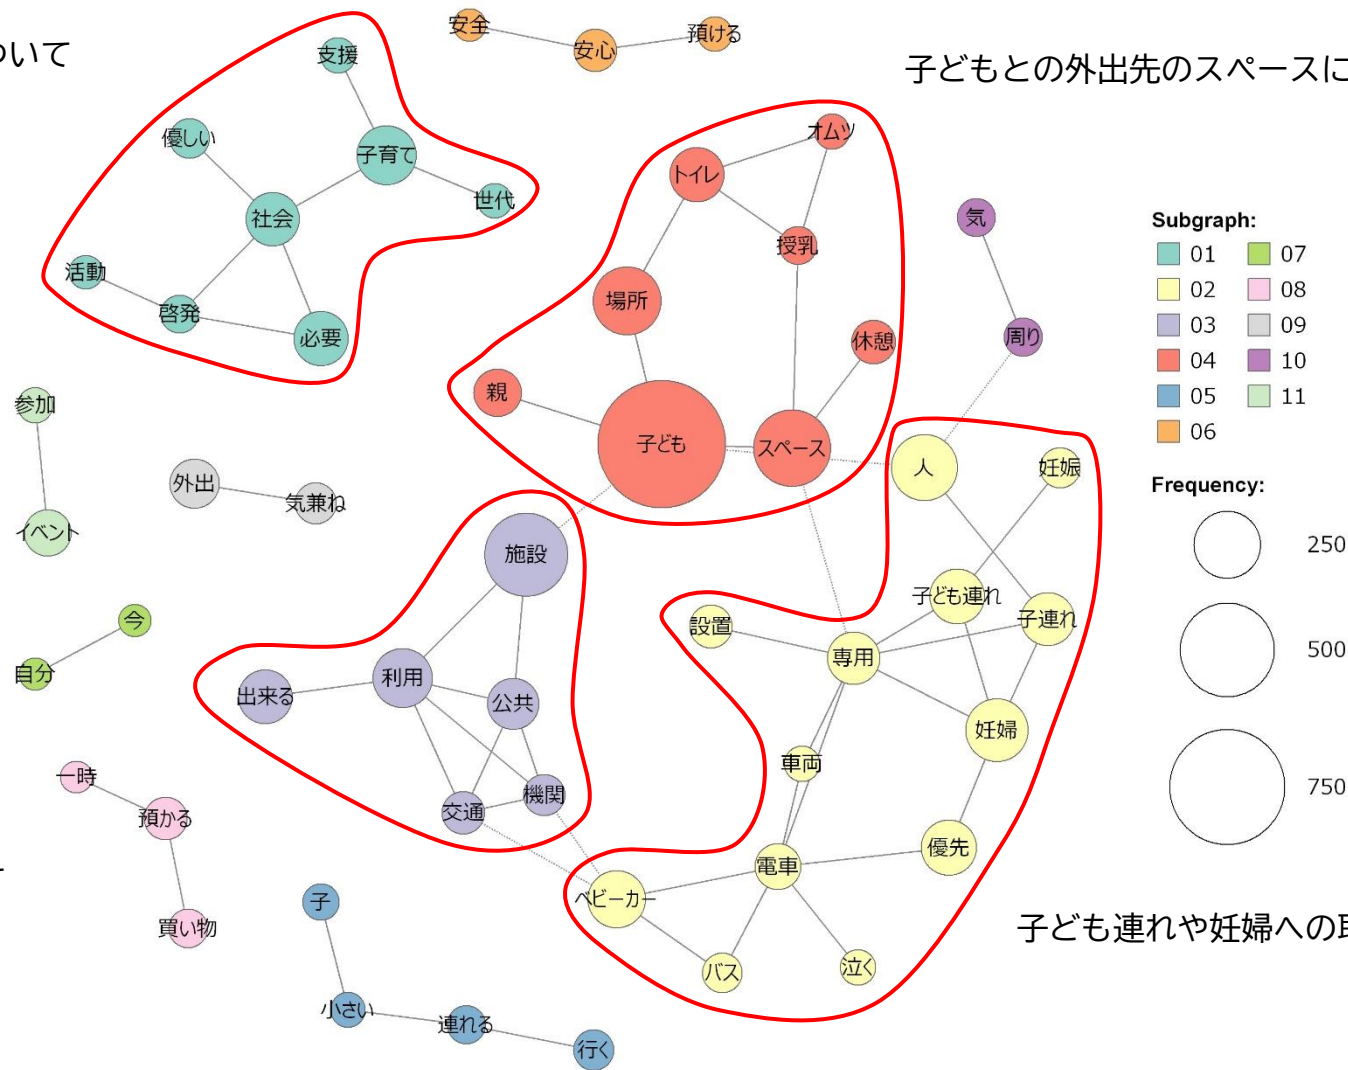 ついて
子どもとの外出先のスペースに
安全
安心
預ける
支援
優しい
子育て
世代
社会
活動
啓発
必要
オムツ
トイレ
授乳
場所
休憩
親
子ども
スペース
気
周り
Subgraph:
01
07
02
08
03
09
04
10
05
11
06
Frequency:
250
500
750
参加
イベント
外出
気兼ね
今
自分
施設
利用
出来る
公共
交通
機関
人
妊娠
子ども連れ
子連れ
設置
専用
妊婦
車両
優先
電車
ベビーカー
バス
泣く
一時
預かる
買い物
子
小さい
連れる
行く
子ども連れや妊婦への